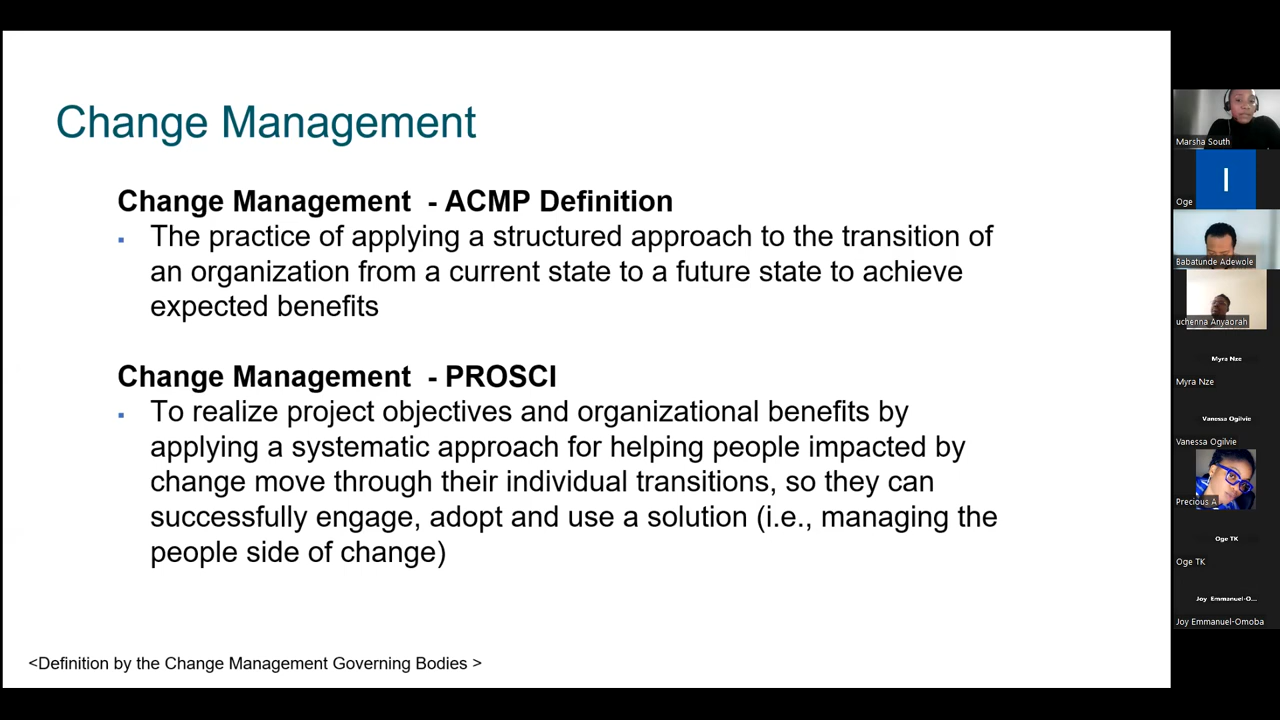 Change Management
Change Management - ACMP Definition
▪ The practice of applying a structured approach to the transition of
an organization from a current state to a future state to achieve
expected benefits
Change Management - PROSCI
▪ To realize project objectives and organizational benefits by
applying a systematic approach for helping people impacted by
change move through their individual transitions, so they can
successfully engage, adopt and use a solution (i.e., managing the
people side of change)
<Definition by the Change Management Governing Bodies >
Marsha South
I
Oge
Babatunde Adewole
uchenna Anyaorah
Myra Nze
Myra Nze
Vanessa Ogilvie
Vanessa Ogilvie
Precious A
Oge TK
Oge TK
Joy Emmanuel-O...
Joy Emmanuel-Omoba